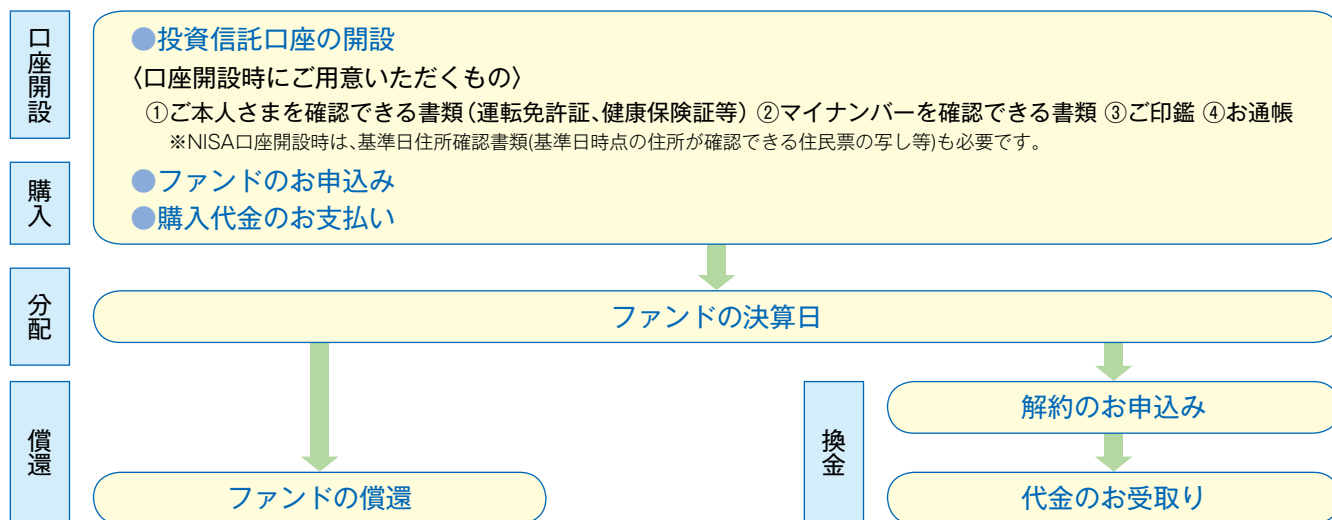 口座開設
●投資信託口座の開設
〈口座開設時にご用意いただくもの〉
①ご本人さまを確認できる書類(運転免許証、健康保険証等) ②マイナンバーを確認できる書類 ③ご印鑑 ④お通帳
※NISA口座開設時は、基準日住所確認書類(基準日時点の住所が確認できる住民票の写し等)も必要です。
購入
●ファンドのお申込み
●購入代金のお支払い
分配
ファンドの決算日
償還
ファンドの償還
換金
解約のお申込み
代金のお受取り